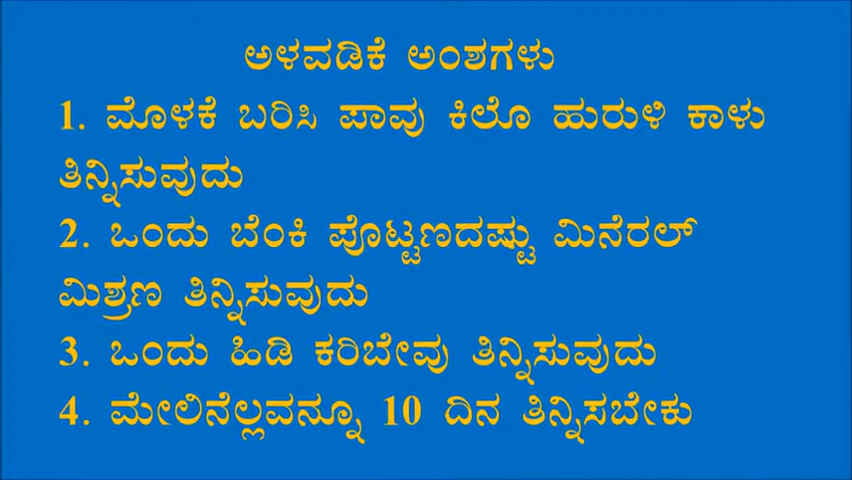 ಅಳವಡಿಕೆ ಅಂಶಗಳು
1. ಮೊಳಕೆ ಬರಿಸಿ ಪಾವು ಕಿಲೊ ಹುರುಳಿ ಕಾಳು
ತಿನ್ನಿಸುವುದು
2. ಒಂದು ಬೆಂಕಿ ಪೊಟ್ಟಣದಷ್ಟು ಮಿನೆರಲ್
ಮಿಶ್ರಣ ತಿನ್ನಿಸುವುದು
3. ಒಂದು ಹಿಡಿ ಕರಿಬೇವು ತಿನ್ನಿಸುವುದು
4. ಮೇಲಿನೆಲ್ಲವನ್ನೂ 10 ದಿನ ತಿನ್ನಿಸಬೇಕು